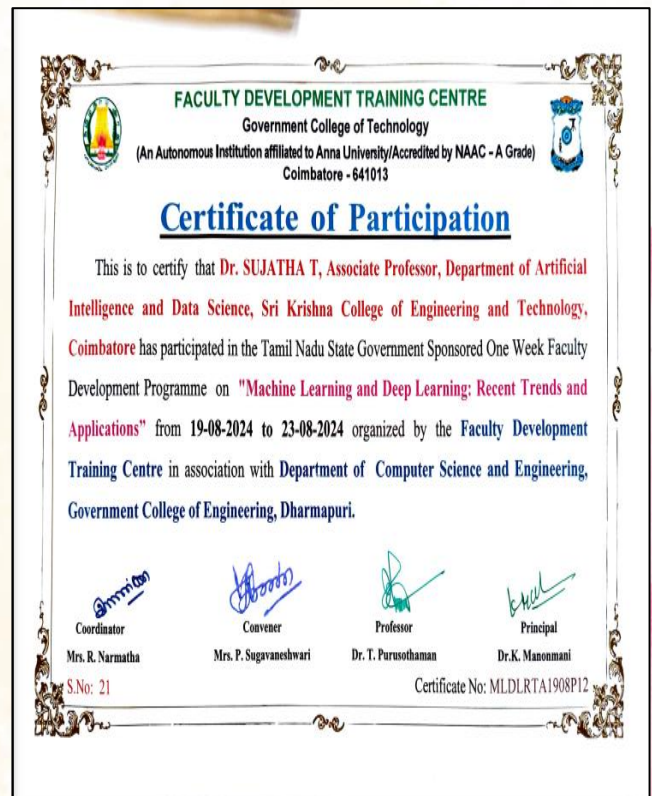 FACULTY DEVELOPMENT TRAINING CENTRE
Government College of Technology
(An Autonomous Institution affiliated to Anna University/Accredited by NAAC - A Grade)
Coimbatore - 641013
Certificate of Participation
This is to certify that Dr. SUJATHA T, Associate Professor, Department of Artificial
Intelligence and Data Science, Sri Krishna College of Engineering and Technology,
Coimbatore has participated in the Tamil Nadu State Government Sponsored One Week Faculty
Development Programme on "Machine Learning and Deep Learning: Recent Trends and
Applications" from 19-08-2024 to 23-08-2024 organized by the Faculty Development
Training Centre in association with Department of Computer Science and Engineering,
Government College of Engineering, Dharmapuri.
Coordinator Convener Professor Principal
Mrs. R. Narmatha Mrs. P. Sugavaneshwari Dr. T. Purusothaman Dr.K. Manonmani
S.No: 21 Certificate No: MLDLRTA1908P12